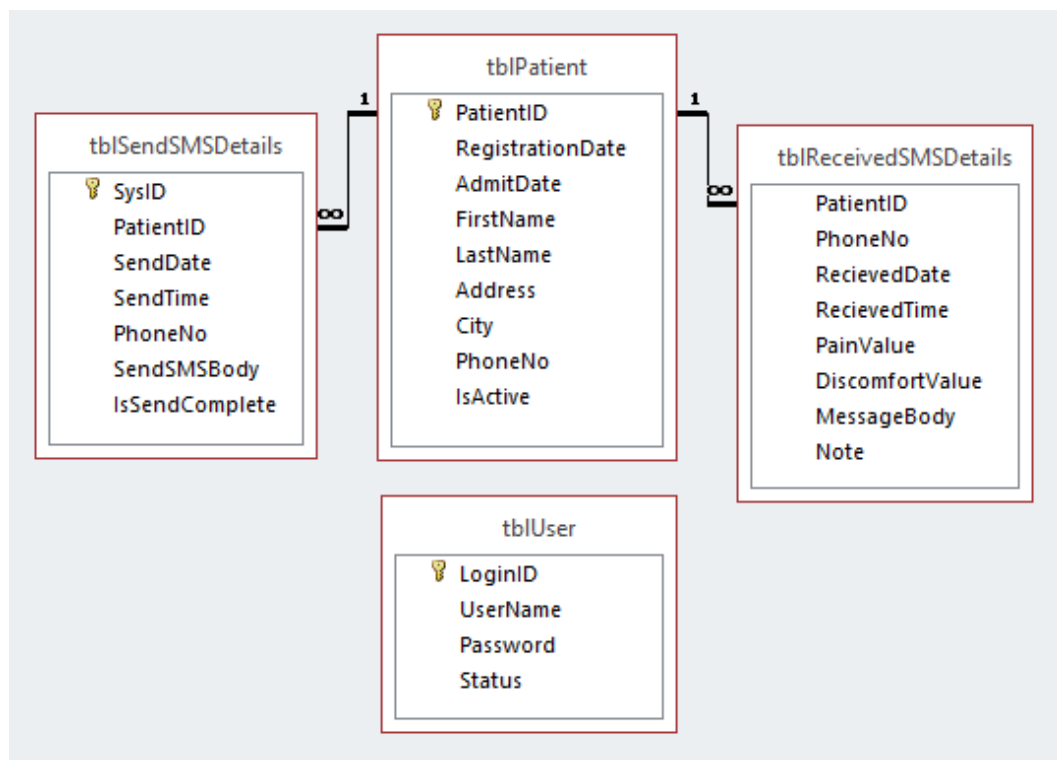 tblSendSMSDetails
SysID
PatientID
SendDate
SendTime
PhoneNo
SendSMSBody
IsSendComplete
1
∞
tblPatient
PatientID
RegistrationDate
AdmitDate
FirstName
LastName
Address
City
PhoneNo
IsActive
1
∞
tblReceivedSMSDetails
PatientID
PhoneNo
RecievedDate
RecievedTime
PainValue
DiscomfortValue
MessageBody
Note
tblUser
LoginID
UserName
Password
Status